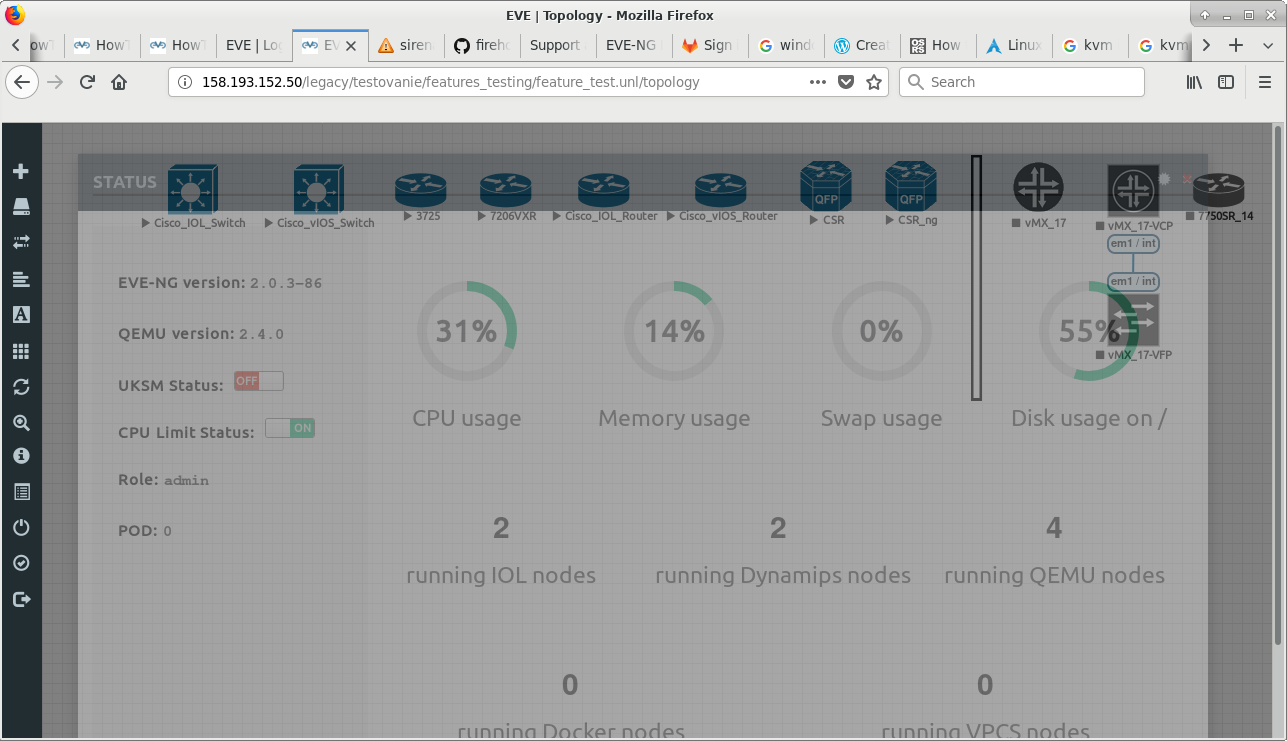 EVE | Topology - Mozilla Firefox
HowT
HowT
EVE | Lo
EV
siren
fireh
Support
EVE-NG
Sign
wind
Creat
How
Linux
kvm
kvm
158.193.152.50/legacy/testovanie/features_testing/feature_test.unl/topology
Search
STATUS
Cisco_IOL_Switch
Cisco_vIOS_Switch
3725
7206VXR
Cisco_IOL_Router
Cisco_vIOS_Router
QFP
CSR
QFP
CSR_ng
vMX_17
vMX_17-VCP
7750SR_14
em1 / int
em1 / int
vMX_17-VFP
EVE-NG version: 2.0.3-86
QEMU version: 2.4.0
UKSM Status: OFF
CPU Limit Status: ON
Role: admin
POD: 0
31%
14%
0%
55%
CPU usage
Memory usage
Swap usage
Disk usage on /
2
2
4
running IOL nodes
running Dynamips nodes
running QEMU nodes
0
0
running Docker nodes
running VPCS nodes